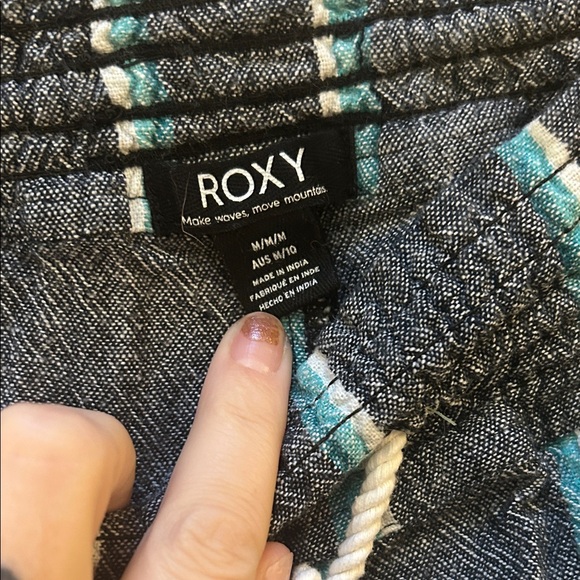 ROXY
Make waves, move mountains.
M/M/M
AUS M/10
MADE IN INDIA
FABRIQUÉ EN INDE
HECHO EN INDIA